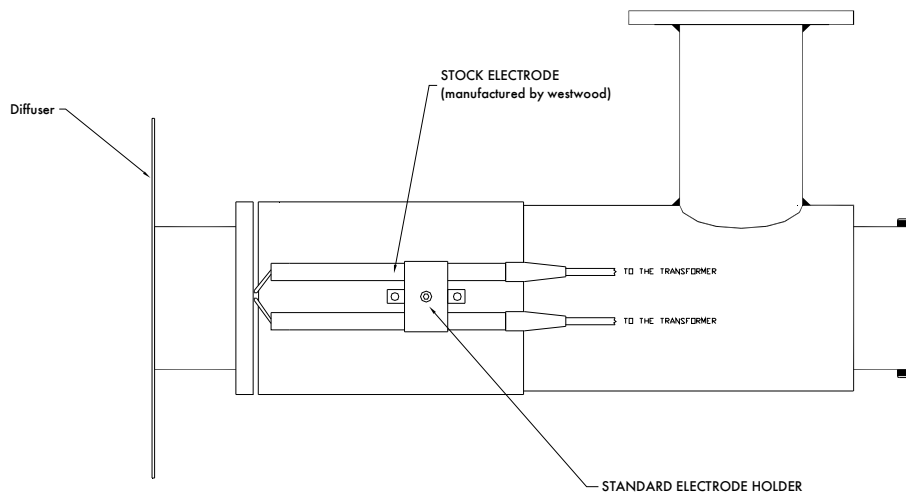 STOCK ELECTRODE
(manufactured by westwood)
Diffuser
TO THE TRANSFORMER
TO THE TRANSFORMER
STANDARD ELECTRODE HOLDER